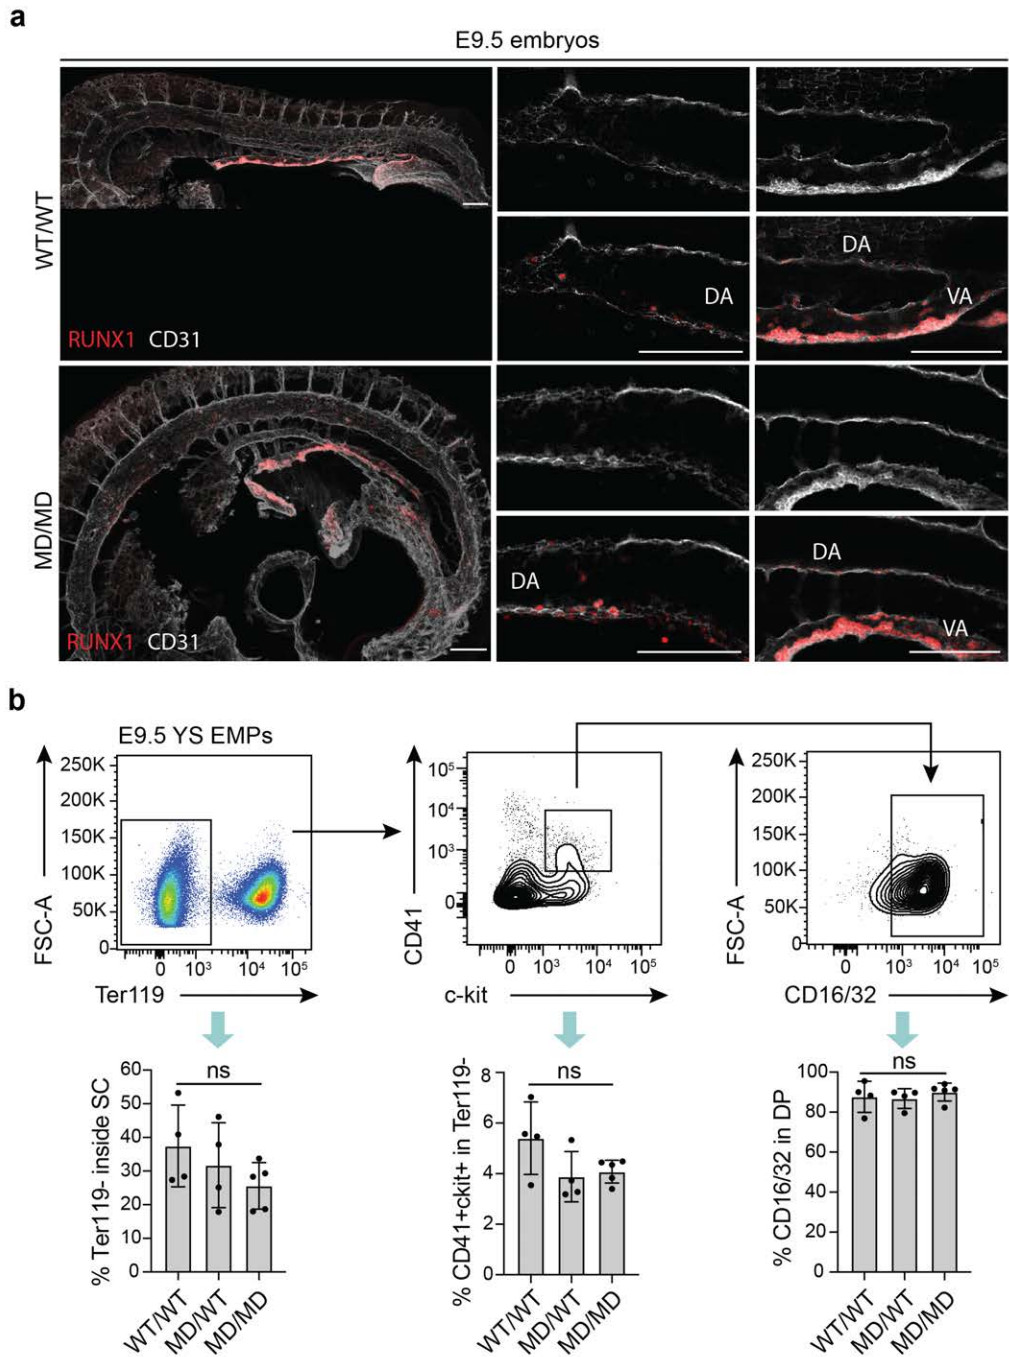 a
E9.5 embryos
WT/WT
DA
DA
VA
RUNX1 CD31
MD/MD
DA
DA
VA
RUNX1 CD31
b
E9.5 YS EMPs
FSC-A
250K
200K
150K
100K
50K
0
0 10³ 10⁴ 10⁵
Ter119
CD41
10⁵
10⁴
10³
0
0 10³ 10⁴ 10⁵
c-kit
FSC-A
250K
200K
150K
100K
50K
0
0 10³ 10⁴ 10⁵
CD16/32
% Ter119- inside SC
60
50
40
30
20
10
0
ns
WT/WT
MD/WT
MD/MD
% CD41+ckit+ in Ter119-
8
6
4
2
0
ns
WT/WT
MD/WT
MD/MD
% CD16/32 in DP
100
80
60
40
20
0
ns
WT/WT
MD/WT
MD/MD